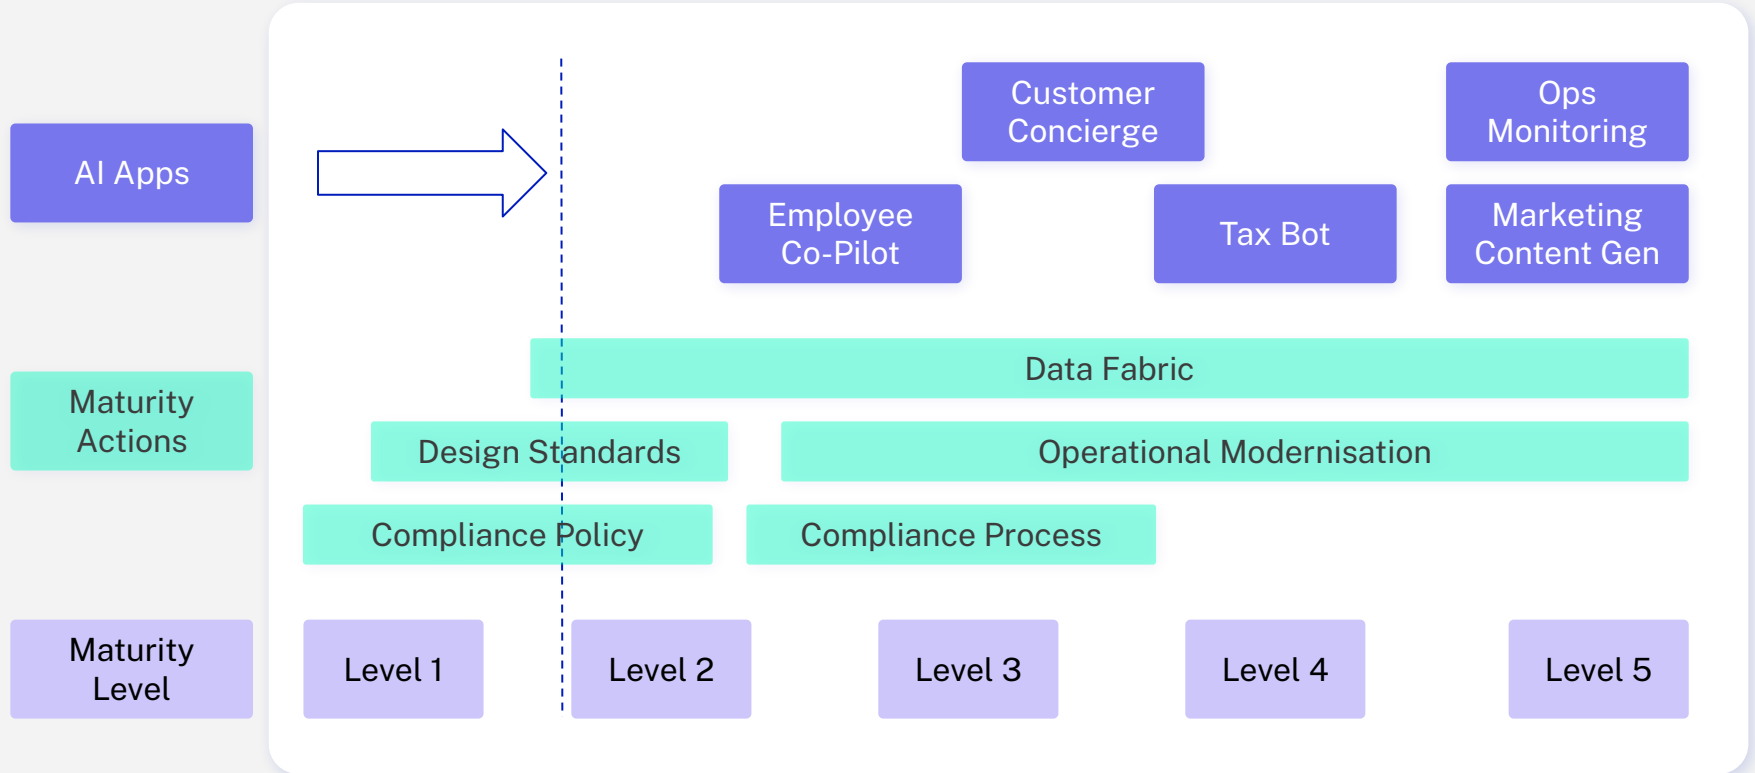 AI Apps
Customer
Concierge
Ops
Monitoring
Employee
Co-Pilot
Tax Bot
Marketing
Content Gen
Maturity
Actions
Data Fabric
Design Standards
Operational Modernisation
Compliance Policy
Compliance Process
Maturity
Level
Level 1
Level 2
Level 3
Level 4
Level 5